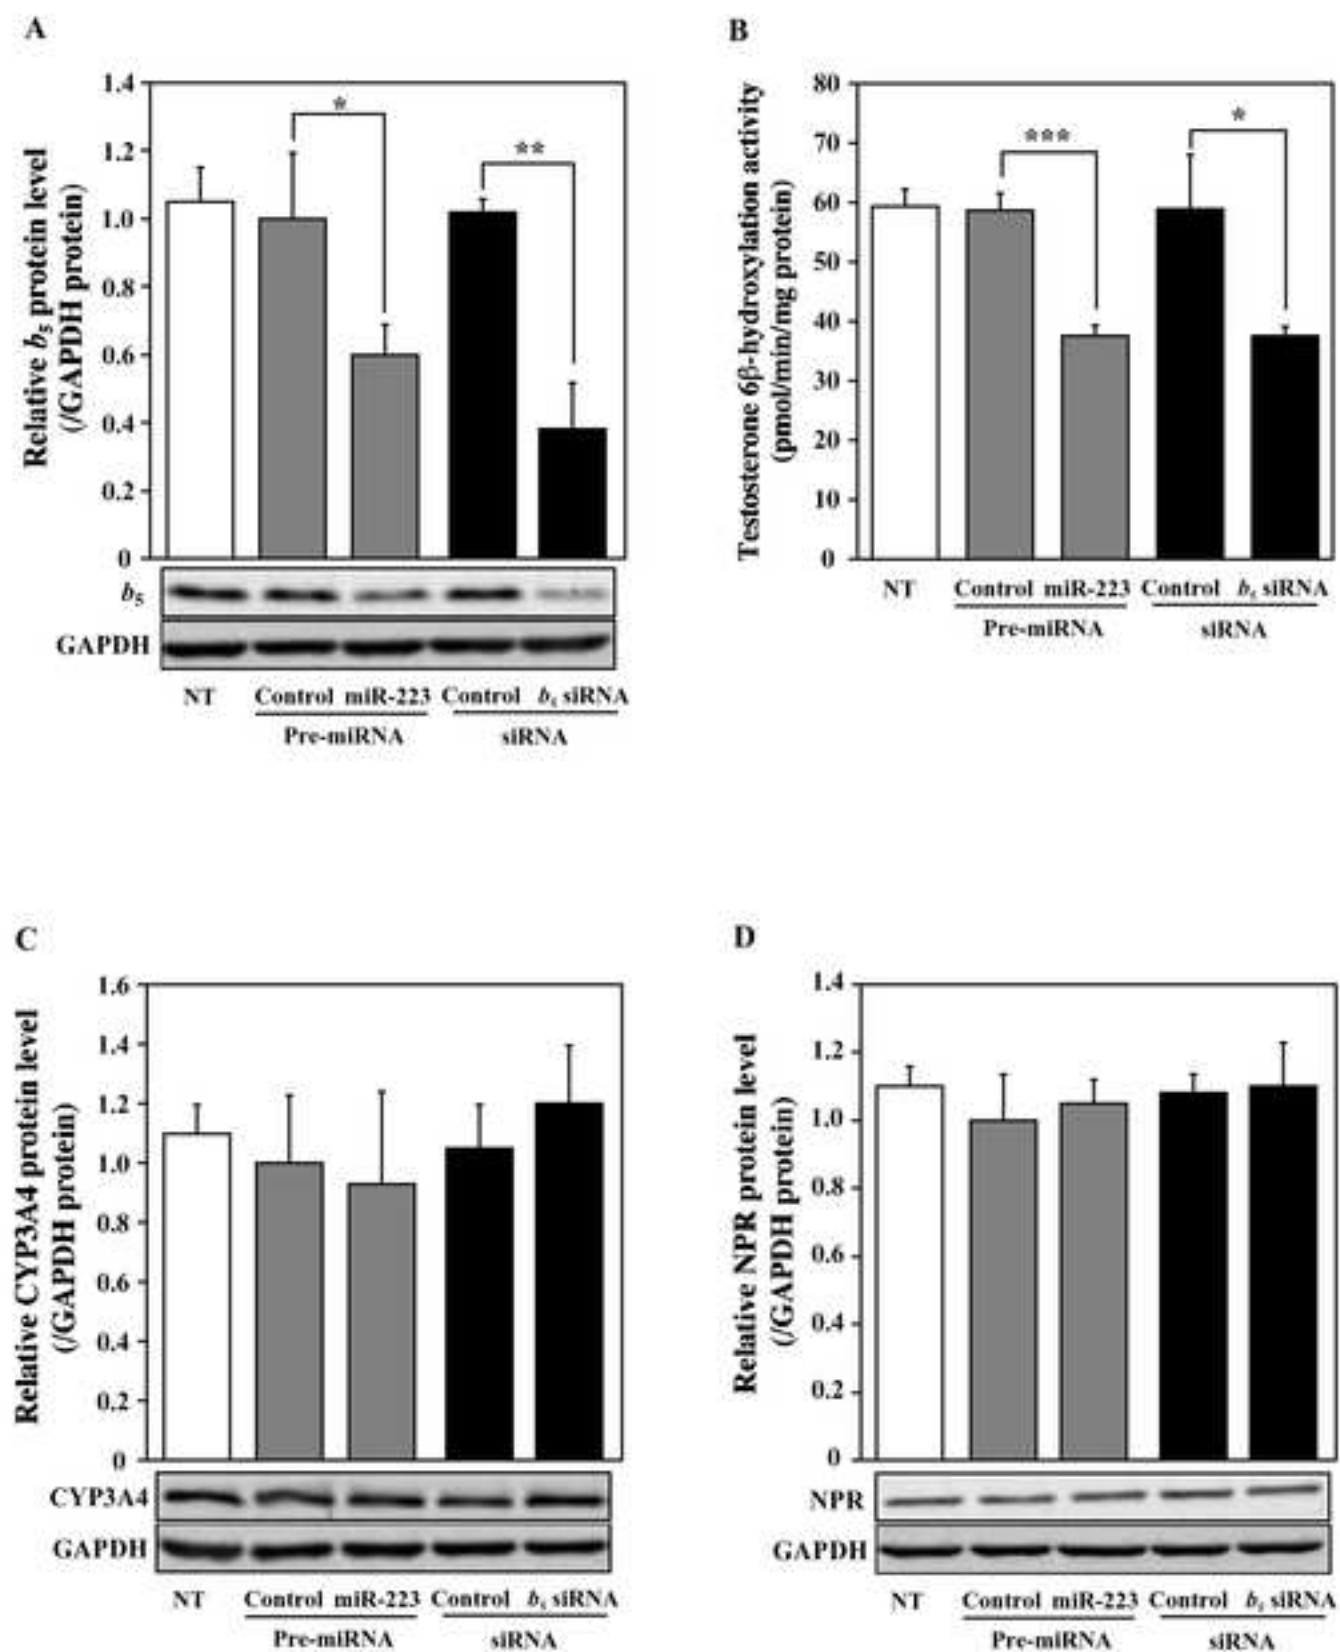 A
Relative b5 protein level
(/GAPDH protein)
1.4
1.2
1.0
0.8
0.6
0.4
0.2
0
*
**
b5
GAPDH
NT Control miR-223 Control b5 siRNA
Pre-miRNA siRNA
B
Testosterone 6β-hydroxylation activity
(pmol/min/mg protein)
80
70
60
50
40
30
20
10
0
***
*
NT Control miR-223 Control b5 siRNA
Pre-miRNA siRNA
C
Relative CYP3A4 protein level
(/GAPDH protein)
1.6
1.4
1.2
1.0
0.8
0.6
0.4
0.2
0
CYP3A4
GAPDH
NT Control miR-223 Control b5 siRNA
Pre-miRNA siRNA
D
Relative NPR protein level
(/GAPDH protein)
1.4
1.2
1.0
0.8
0.6
0.4
0.2
0
NPR
GAPDH
NT Control miR-223 Control b5 siRNA
Pre-miRNA siRNA